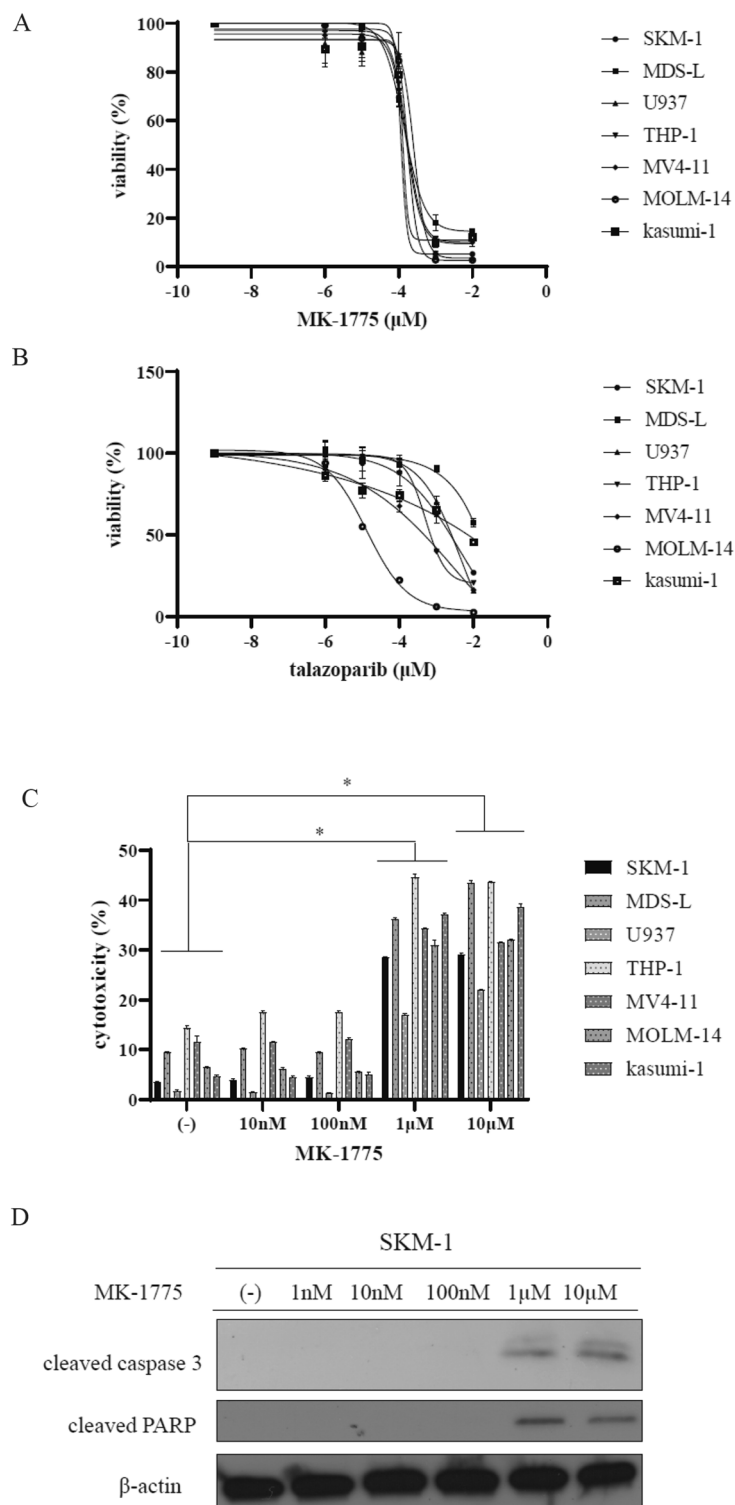 A
100
80
60
40
20
0
viability (%)
-10 -8 -6 -4 -2 0
MK-1775 (μM)
SKM-1
MDS-L
U937
THP-1
MV4-11
MOLM-14
kasumi-1
B
150
100
50
0
viability (%)
-10 -8 -6 -4 -2 0
talazoparib (μM)
SKM-1
MDS-L
U937
THP-1
MV4-11
MOLM-14
kasumi-1
C
*
*
50
40
30
20
10
0
cytotoxicity (%)
(-) 10nM 100nM 1μM 10μM
MK-1775
SKM-1
MDS-L
U937
THP-1
MV4-11
MOLM-14
kasumi-1
D
SKM-1
MK-1775 (-) 1nM 10nM 100nM 1μM 10μM
cleaved caspase 3
cleaved PARP
β-actin